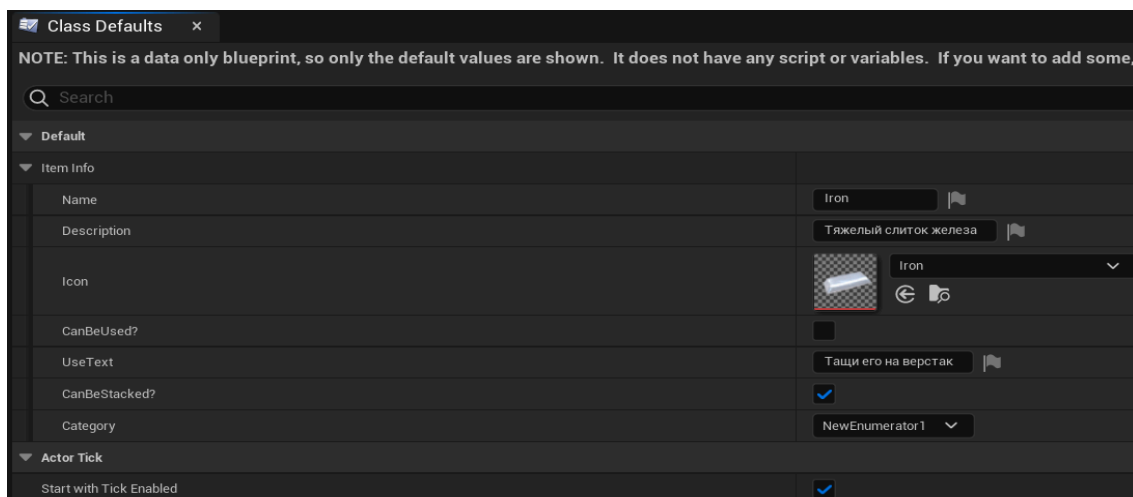 Class Defaults
NOTE: This is a data only blueprint, so only the default values are shown. It does not have any script or variables. If you want to add some,
Search
Default
Item Info
Name Iron
Description Тяжелый слиток железа
Icon Iron
CanBeUsed?
UseText Тащи его на верстак
CanBeStacked?
Category NewEnumerator1
Actor Tick
Start with Tick Enabled